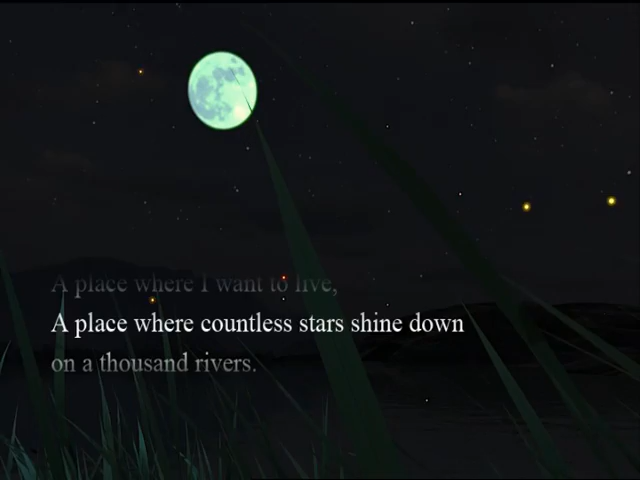 A place where I want to live,
A place where countless stars shine down
on a thousand rivers.